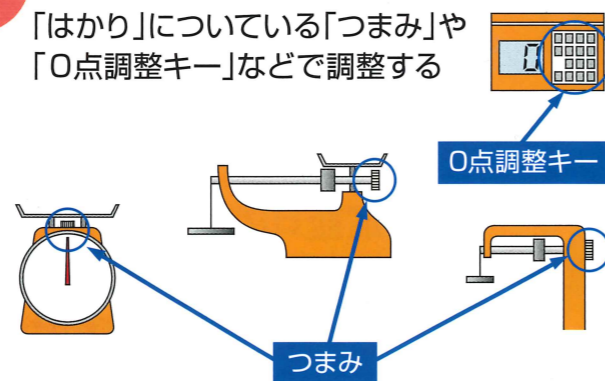 「はかり」についている「つまみ」や
「0点調整キー」などで調整する
0
0点調整キー
つまみ